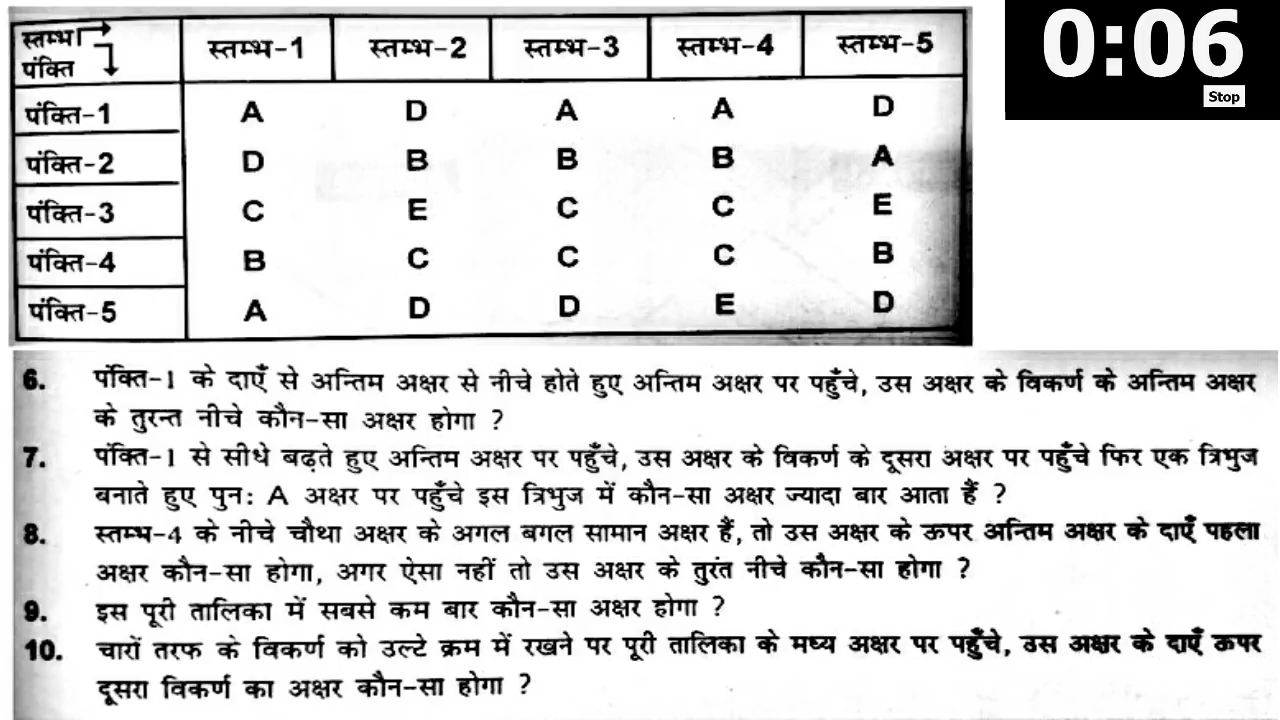 स्तम्भ
पंक्ति
स्तम्भ-1 स्तम्भ-2 स्तम्भ-3 स्तम्भ-4 स्तम्भ-5
पंक्ति-1 A D A A D
पंक्ति-2 D B B B A
पंक्ति-3 C E C C E
पंक्ति-4 B C C C B
पंक्ति-5 A D D E D
0:06
Stop
6. पंक्ति-1 के दाएँ से अन्तिम अक्षर से नीचे होते हुए अन्तिम अक्षर पर पहुँचे, उस अक्षर के विकर्ण के अन्तिम अक्षर
के तुरन्त नीचे कौन-सा अक्षर होगा ?
7. पंक्ति-1 से सीधे बढ़ते हुए अन्तिम अक्षर पर पहुँचे, उस अक्षर के विकर्ण के दूसरा अक्षर पर पहुँचे फिर एक त्रिभुज
बनाते हुए पुन: A अक्षर पर पहुँचे इस त्रिभुज में कौन-सा अक्षर ज्यादा बार आता हैं ?
8. स्तम्भ-4 के नीचे चौथा अक्षर के अगल बगल सामान अक्षर हैं, तो उस अक्षर के ऊपर अन्तिम अक्षर के दाएँ पहला
अक्षर कौन-सा होगा, अगर ऐसा नहीं तो उस अक्षर के तुरंत नीचे कौन-सा होगा ?
9. इस पूरी तालिका में सबसे कम बार कौन-सा अक्षर होगा ?
10. चारों तरफ के विकर्ण को उल्टे क्रम में रखने पर पूरी तालिका के मध्य अक्षर पर पहुँचे, उस अक्षर के दाएँ ऊपर
दूसरा विकर्ण का अक्षर कौन-सा होगा ?